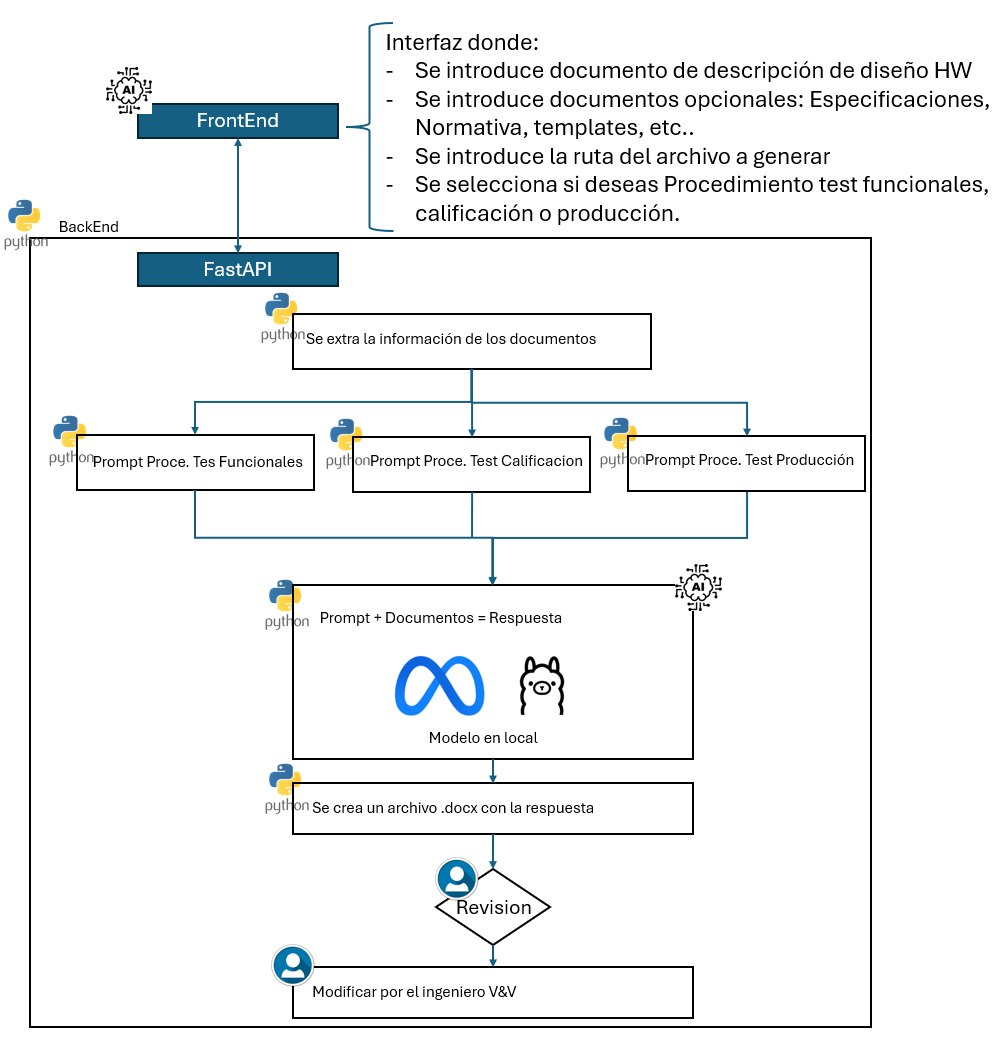 Interfaz donde:
- Se introduce documento de descripción de diseño HW
- Se introduce documentos opcionales: Especificaciones,
Normativa, templates, etc..
- Se introduce la ruta del archivo a generar
- Se selecciona si deseas Procedimiento test funcionales,
calificación o producción.
AI
FrontEnd
python
BackEnd
FastAPI
python
Se extra la información de los documentos
python
Prompt Proce. Tes Funcionales
python
Prompt Proce. Test Calificacion
python
Prompt Proce. Test Producción
python
AI
Prompt + Documentos = Respuesta
Modelo en local
python
Se crea un archivo .docx con la respuesta
Revision
Modificar por el ingeniero V&V